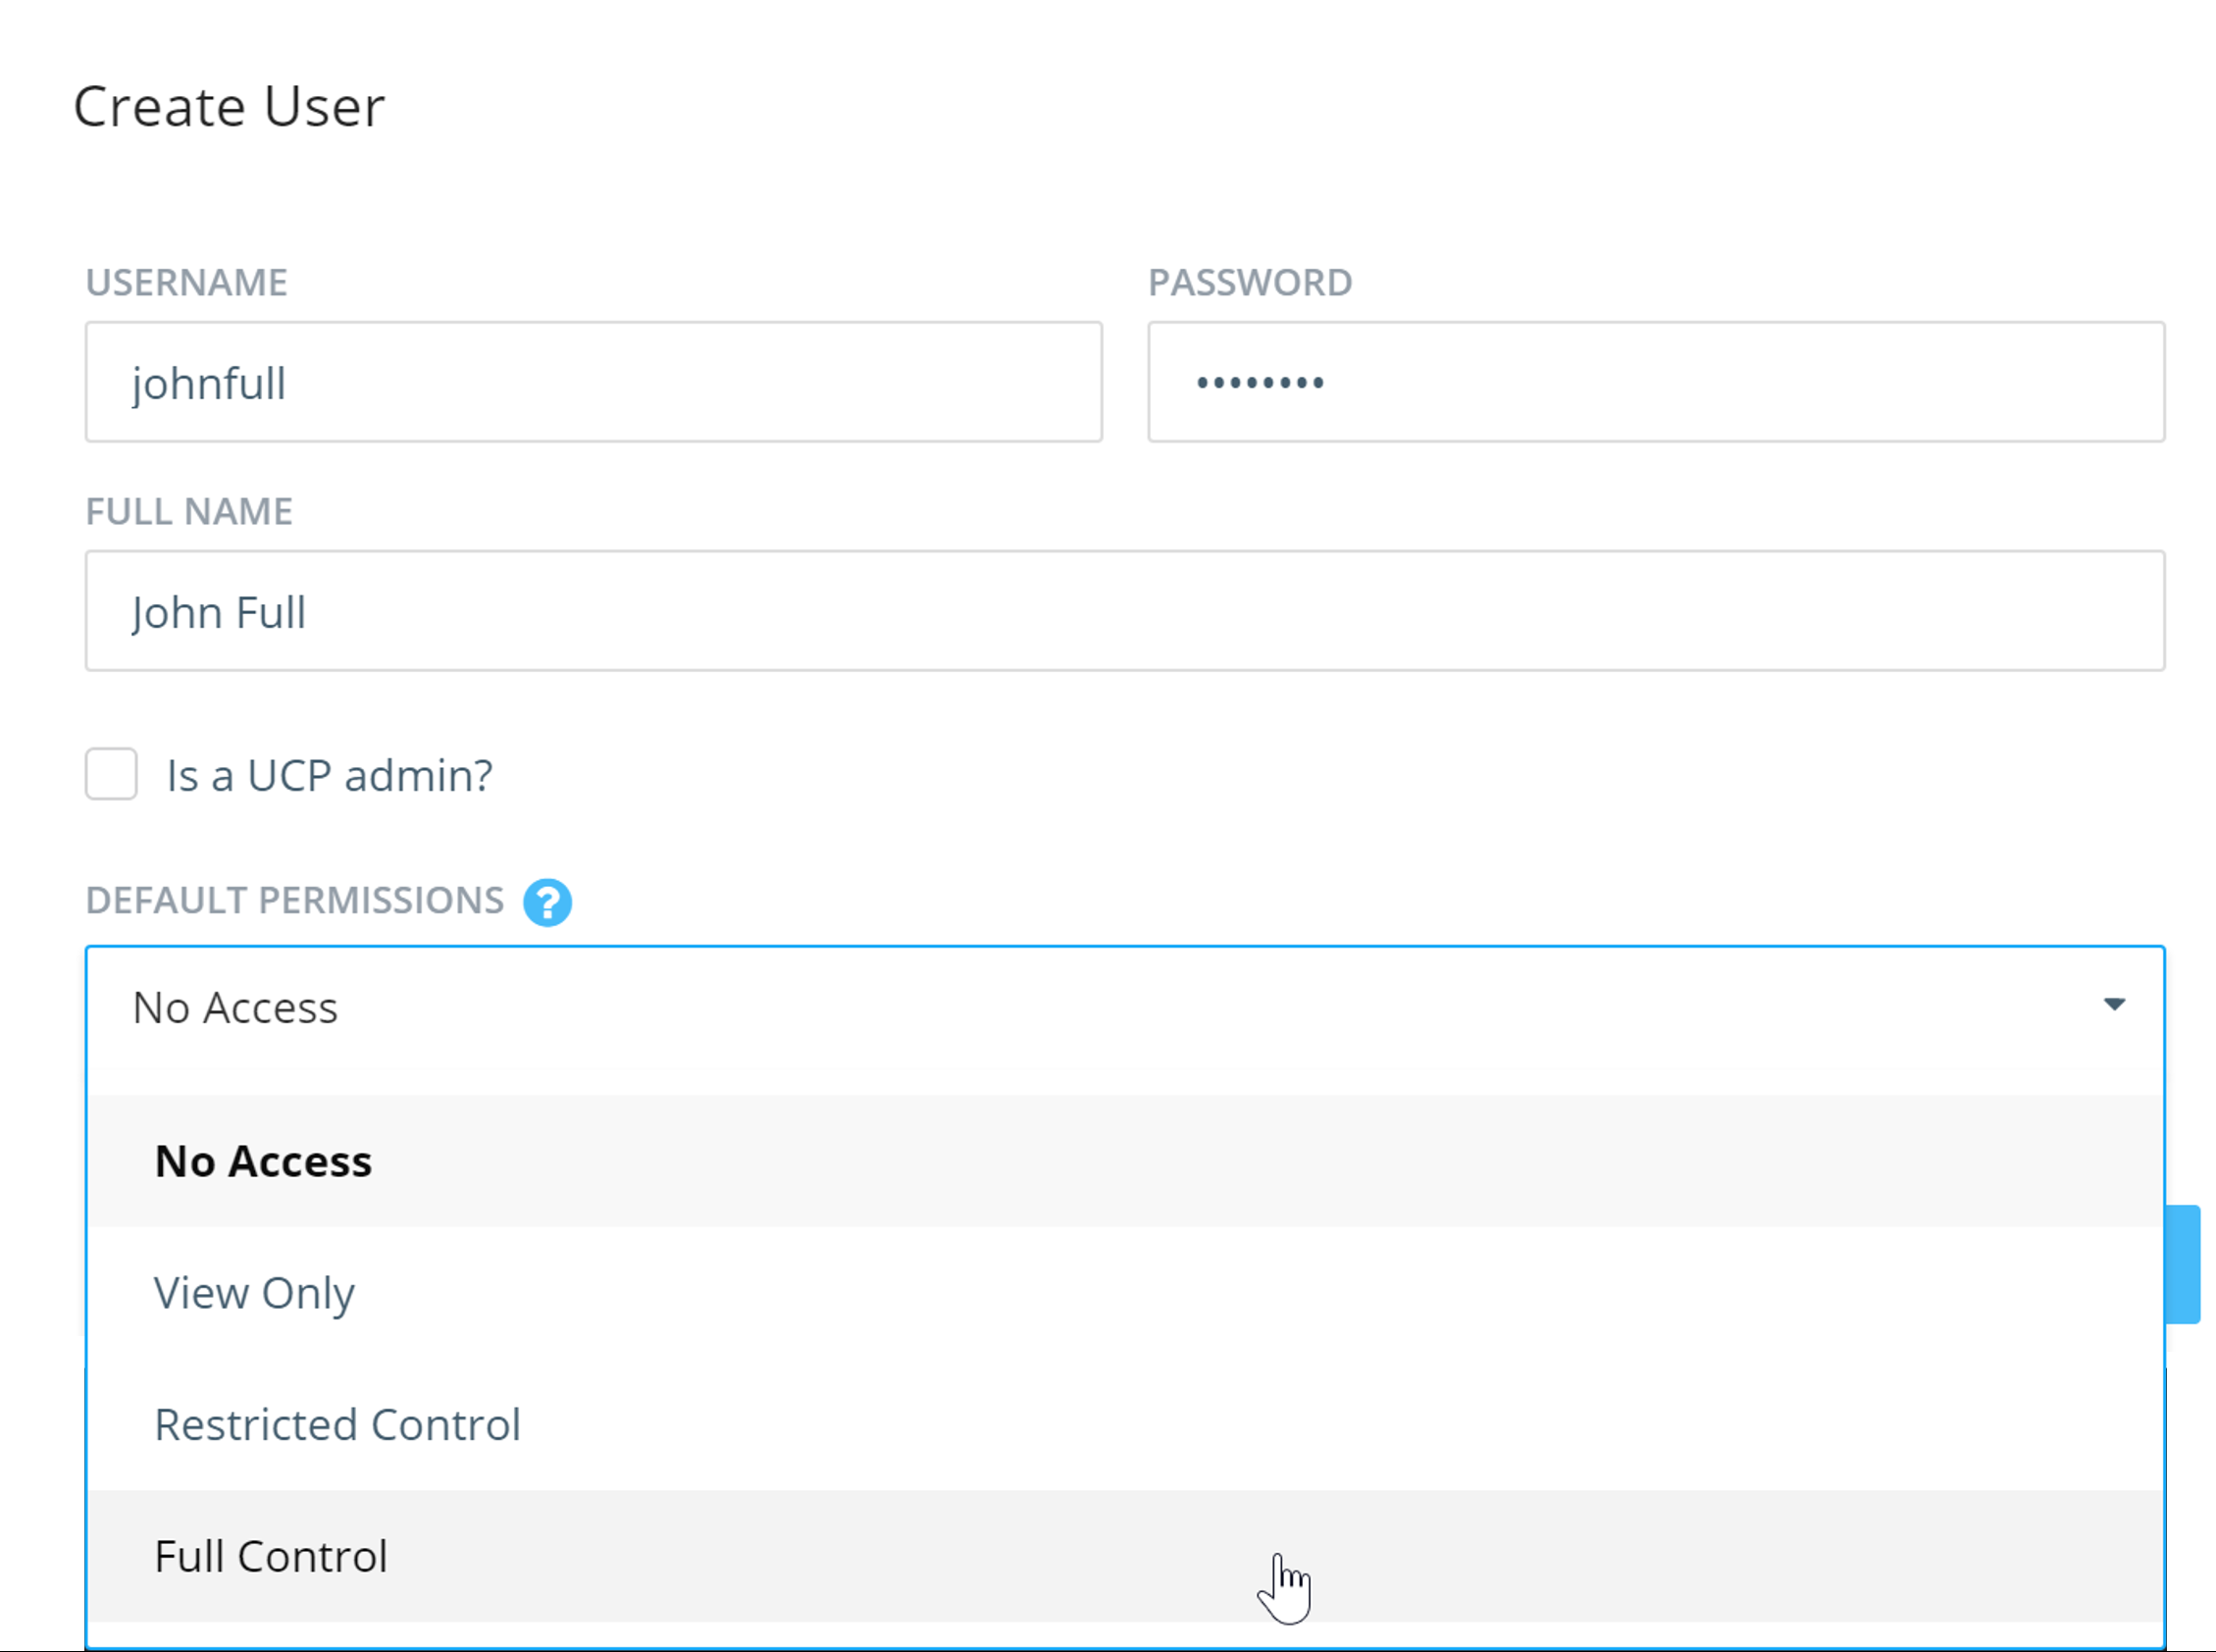 Create User
USERNAME
PASSWORD
johnfull
••••••••
FULL NAME
John Full
Is a UCP admin?
DEFAULT PERMISSIONS ?
No Access
No Access
View Only
Restricted Control
Full Control